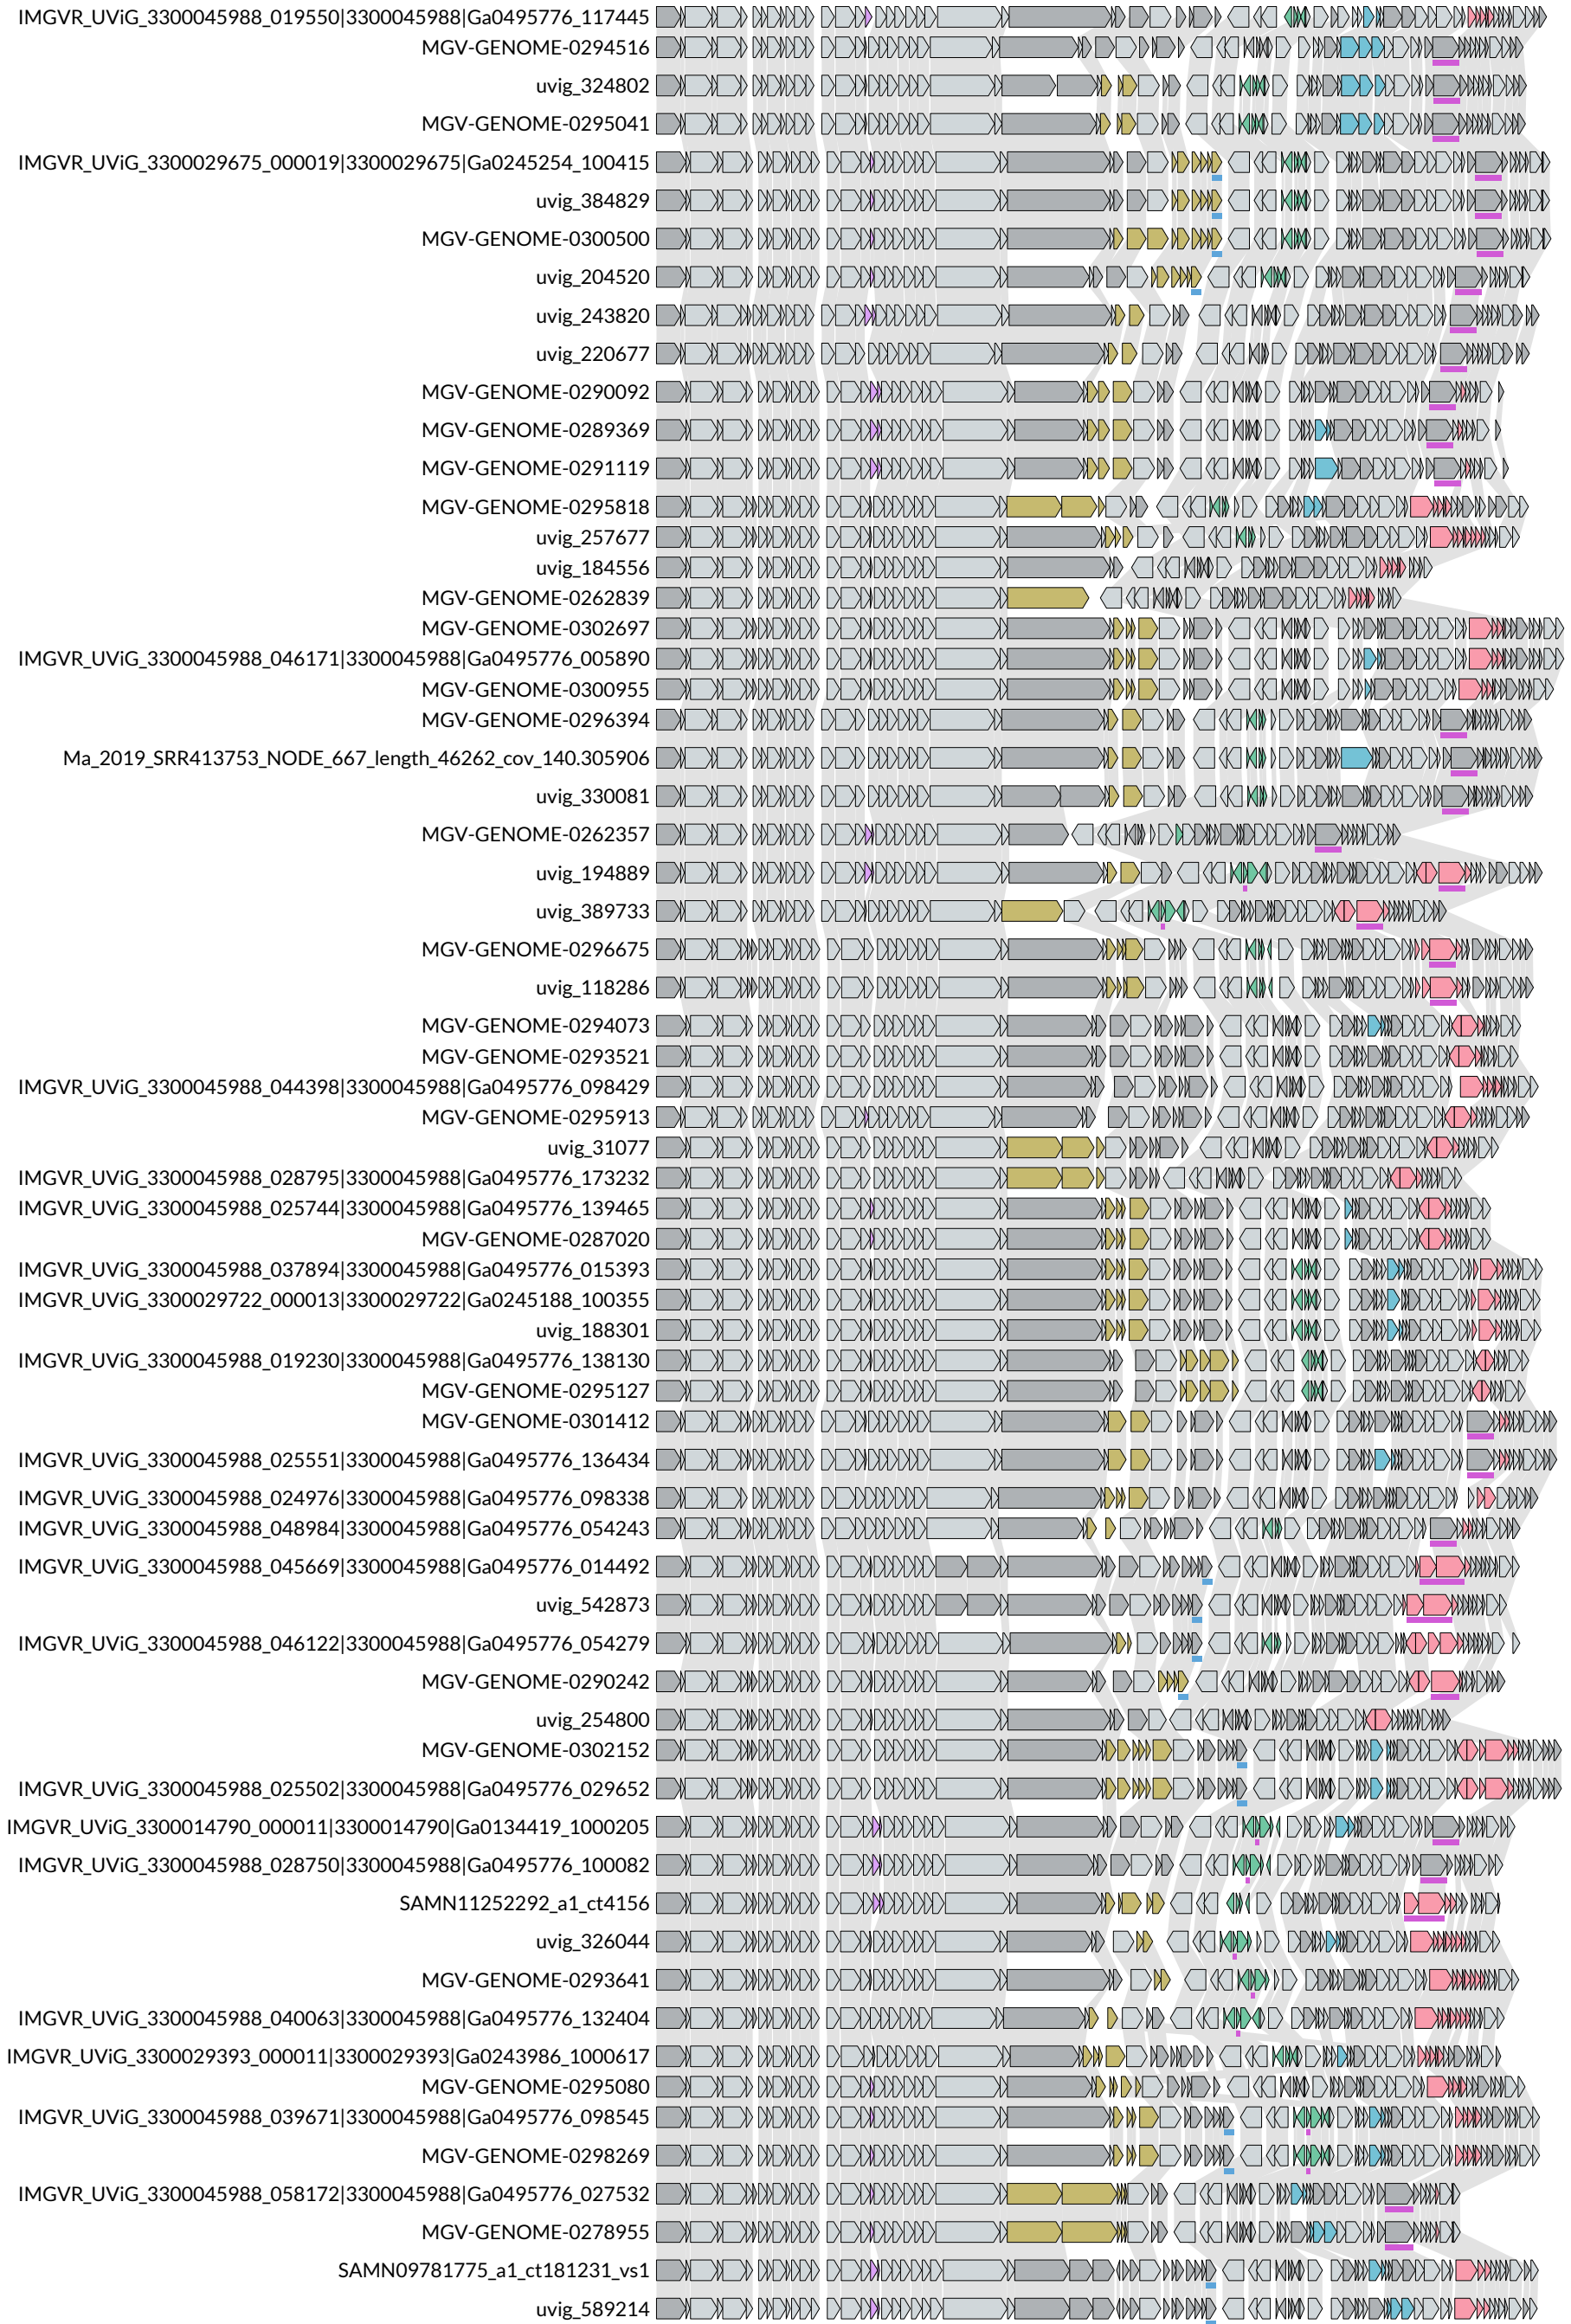 IMGVR_UViG_3300045988_019550|3300045988|Ga0495776_117445
MGV-GENOME-0294516
uvig_324802
MGV-GENOME-0295041
IMGVR_UViG_3300029675_000019|3300029675|Ga0245254_100415
uvig_384829
MGV-GENOME-0300500
uvig_204520
uvig_243820
uvig_220677
MGV-GENOME-0290092
MGV-GENOME-0289369
MGV-GENOME-0291119
MGV-GENOME-0295818
uvig_257677
uvig_184556
MGV-GENOME-0262839
MGV-GENOME-0302697
IMGVR_UViG_3300045988_046171|3300045988|Ga0495776_005890
MGV-GENOME-0300955
MGV-GENOME-0296394
Ma_2019_SRR413753_NODE_667_length_46262_cov_140.305906
uvig_330081
MGV-GENOME-0262357
uvig_194889
uvig_389733
MGV-GENOME-0296675
uvig_118286
MGV-GENOME-0294073
MGV-GENOME-0293521
IMGVR_UViG_3300045988_044398|3300045988|Ga0495776_098429
MGV-GENOME-0295913
uvig_31077
IMGVR_UViG_3300045988_028795|3300045988|Ga0495776_173232
IMGVR_UViG_3300045988_025744|3300045988|Ga0495776_139465
MGV-GENOME-0287020
IMGVR_UViG_3300045988_037894|3300045988|Ga0495776_015393
IMGVR_UViG_3300029722_000013|3300029722|Ga0245188_100355
uvig_188301
IMGVR_UViG_3300045988_019230|3300045988|Ga0495776_138130
MGV-GENOME-0295127
MGV-GENOME-0301412
IMGVR_UViG_3300045988_025551|3300045988|Ga0495776_136434
IMGVR_UViG_3300045988_024976|3300045988|Ga0495776_098338
IMGVR_UViG_3300045988_048984|3300045988|Ga0495776_054243
IMGVR_UViG_3300045988_045669|3300045988|Ga0495776_014492
uvig_542873
IMGVR_UViG_3300045988_046122|3300045988|Ga0495776_054279
MGV-GENOME-0290242
uvig_254800
MGV-GENOME-0302152
IMGVR_UViG_3300045988_025502|3300045988|Ga0495776_029652
IMGVR_UViG_3300014790_000011|3300014790|Ga0134419_1000205
IMGVR_UViG_3300045988_028750|3300045988|Ga0495776_100082
SAMN11252292_a1_ct4156
uvig_326044
MGV-GENOME-0293641
IMGVR_UViG_3300045988_040063|3300045988|Ga0495776_132404
IMGVR_UViG_3300029393_000011|3300029393|Ga0243986_1000617
MGV-GENOME-0295080
IMGVR_UViG_3300045988_039671|3300045988|Ga0495776_098545
MGV-GENOME-0298269
IMGVR_UViG_3300045988_058172|3300045988|Ga0495776_027532
MGV-GENOME-0278955
SAMN09781775_a1_ct181231_vs1
uvig_589214